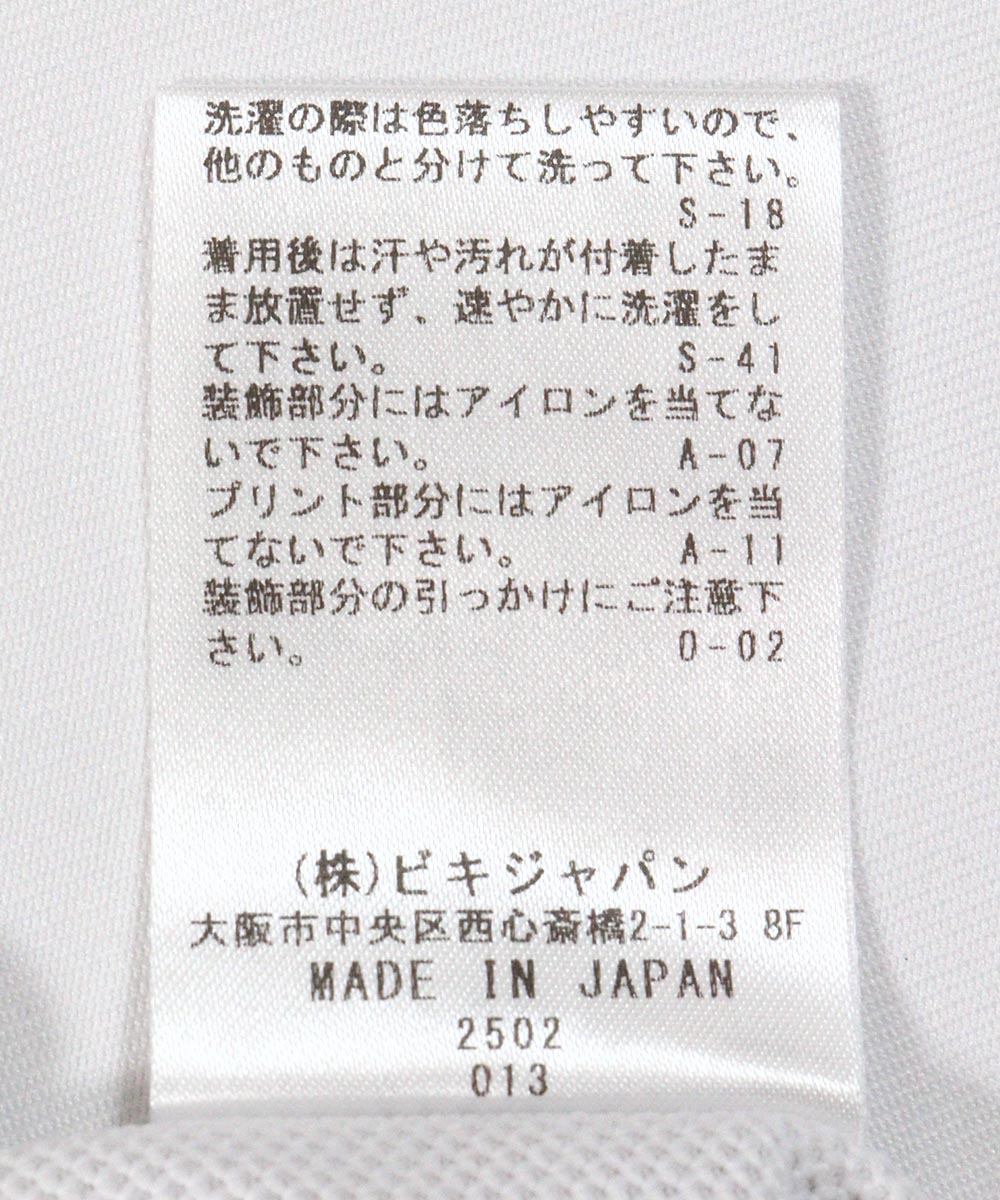 洗濯の際は色落ちしやすいので、
他のものと分けて洗って下さい。
S-18
着用後は汗や汚れが付着したま
ま放置せず、速やかに洗濯をし
て下さい。 S-41
装飾部分にはアイロンを当てな
いで下さい。 A-07
プリント部分にはアイロンを当
てないで下さい。 A-11
装飾部分の引っかけにご注意下
さい。 O-02
(株)ビキジャパン
大阪市中央区西心斎橋2-1-3 8F
MADE IN JAPAN
2502
013